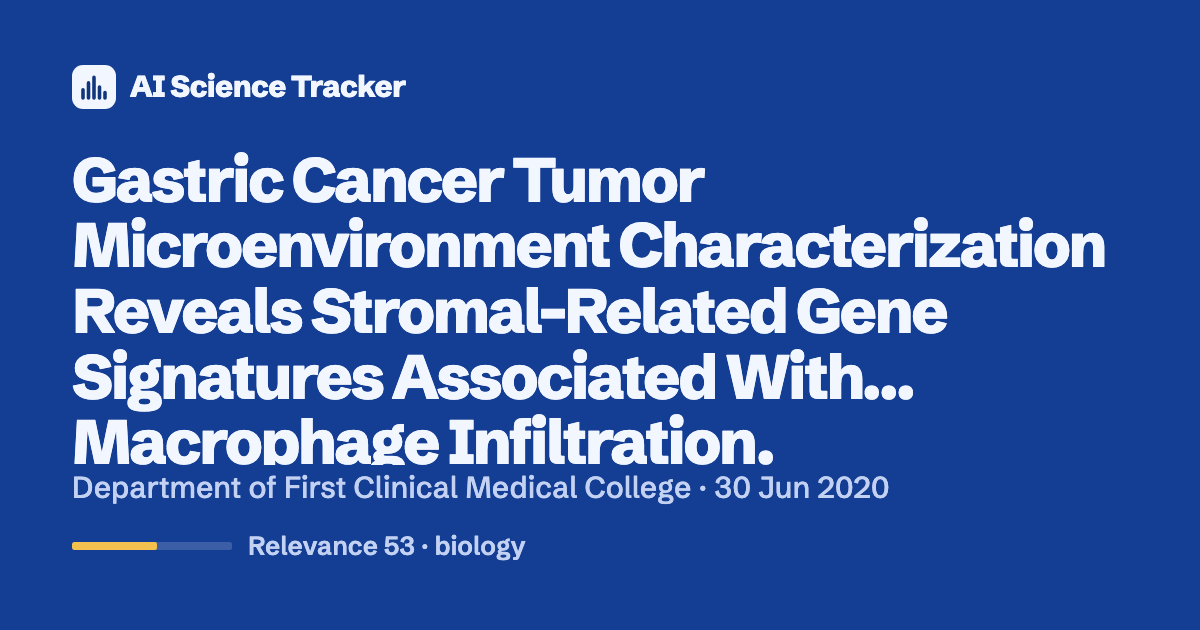 AI Science Tracker
Gastric Cancer Tumor
Microenvironment Characterization
Reveals Stromal-Related Gene
Signatures Associated With...
Macrophage Infiltration.
Department of First Clinical Medical College · 30 Jun 2020
Relevance 53 · biology